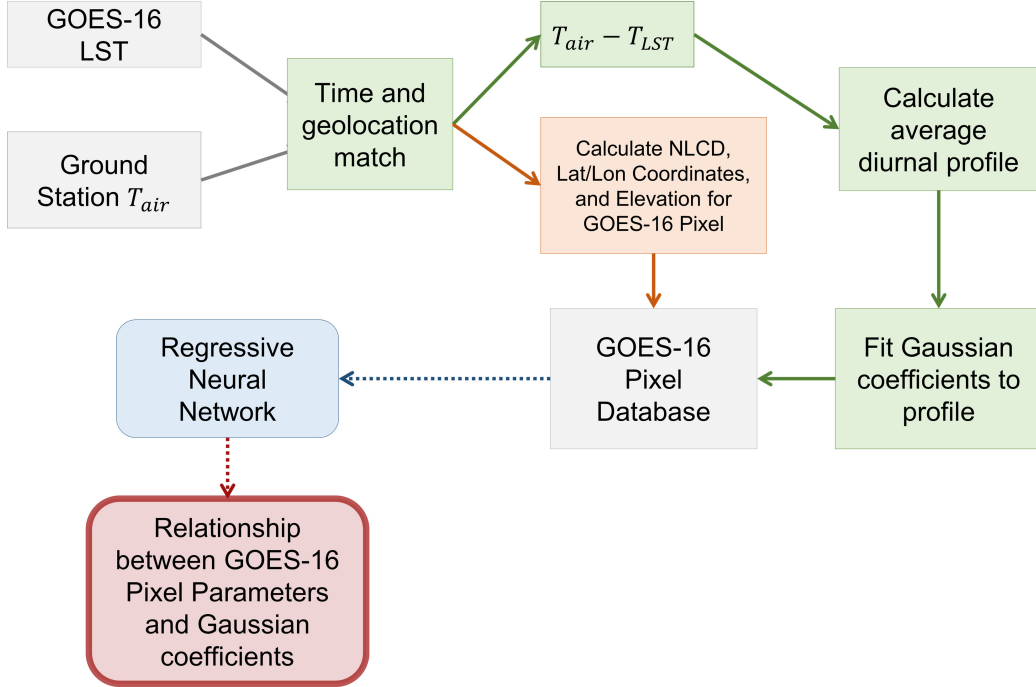 GOES-16
LST
Ground
Station T_air
Time and
geolocation
match
T_air − T_LST
Calculate NLCD,
Lat/Lon Coordinates,
and Elevation for
GOES-16 Pixel
Calculate
average
diurnal profile
Fit Gaussian
coefficients to
profile
GOES-16
Pixel
Database
Regressive
Neural
Network
Relationship
between GOES-16
Pixel Parameters
and Gaussian
coefficients